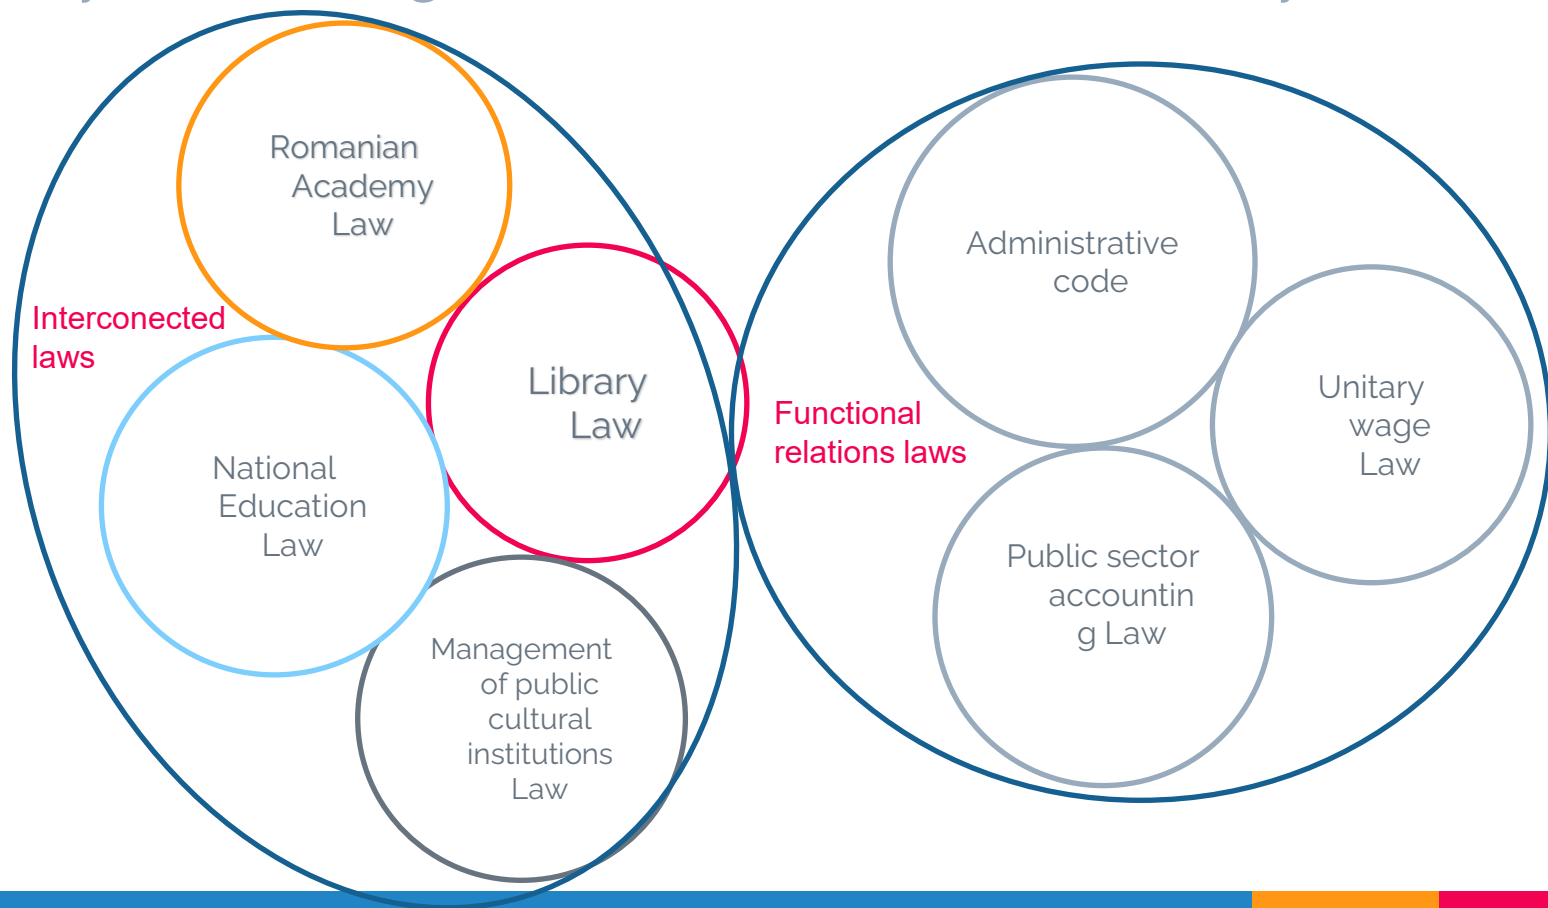 Romanian
Academy
Law
Interconected
laws
Library
Law
National
Education
Law
Management
of public
cultural
institutions
Law
Functional
relations laws
Administrative
code
Unitary
wage
Law
Public sector
accountin
g Law